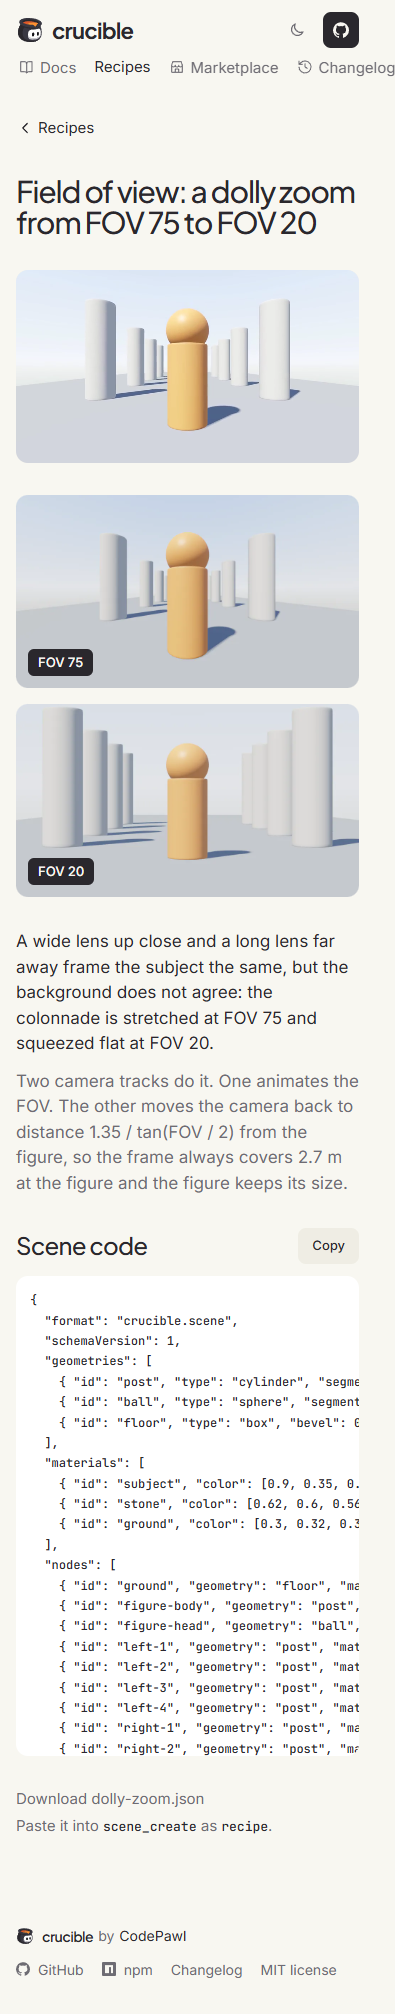 crucible
Docs Recipes Marketplace Changelog
Recipes
Field of view: a dolly zoom
from FOV 75 to FOV 20
FOV 75
FOV 20
A wide lens up close and a long lens far
away frame the subject the same, but the
background does not agree: the
colonnade is stretched at FOV 75 and
squeezed flat at FOV 20.
Two camera tracks do it. One animates the
FOV. The other moves the camera back to
distance 1.35 / tan(FOV / 2) from the
figure, so the frame always covers 2.7 m
at the figure and the figure keeps its size.
Scene code
Copy
{
"format": "crucible.scene",
"schemaVersion": 1,
"geometries": [
{ "id": "post", "type": "cylinder", "segme
{ "id": "ball", "type": "sphere", "segment
{ "id": "floor", "type": "box", "bevel": 0
],
"materials": [
{ "id": "subject", "color": [0.9, 0.35, 0.
{ "id": "stone", "color": [0.62, 0.6, 0.56
{ "id": "ground", "color": [0.3, 0.32, 0.3
],
"nodes": [
{ "id": "ground", "geometry": "floor", "ma
{ "id": "figure-body", "geometry": "post",
{ "id": "figure-head", "geometry": "ball",
{ "id": "left-1", "geometry": "post", "mat
{ "id": "left-2", "geometry": "post", "mat
{ "id": "left-3", "geometry": "post", "mat
{ "id": "left-4", "geometry": "post", "mat
{ "id": "right-1", "geometry": "post", "ma
{ "id": "right-2", "geometry": "post", "ma
Download dolly-zoom.json
Paste it into scene_create as recipe.
crucible by CodePawl
GitHub npm Changelog MIT license